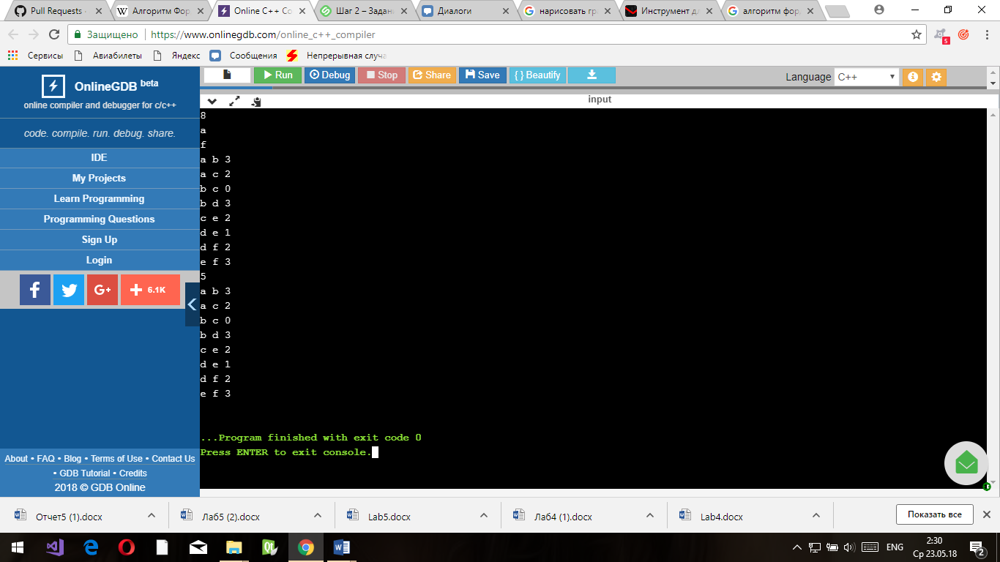 Pull Requests
Алгоритм Фор
Online C++ Co
Шаг 2 – Задан
Диалоги
нарисовать гр
Инструмент дл
алгоритм фор
Защищено
https://www.onlinegdb.com/online_c++_compiler
s
Сервисы
Авиабилеты
Яндекс
Сообщения
Непрерывная случа
OnlineGDB beta
online compiler and debugger for c/c++
code. compile. run. debug. share.
IDE
My Projects
Learn Programming
Programming Questions
Sign Up
Login
6.1K
About • FAQ • Blog • Terms of Use • Contact Us
• GDB Tutorial • Credits
2018 © GDB Online
Run
Debug
Stop
Share
Save
{ } Beautify
Language C++
input
8
a
f
a b 3
a c 2
b c 0
b d 3
c e 2
d e 1
d f 2
e f 3
5
a b 3
a c 2
b c 0
b d 3
c e 2
d e 1
d f 2
e f 3
...Program finished with exit code 0
Press ENTER to exit console.
Отчет5 (1).docx
Лаб5 (2).docx
Lab5.docx
Лаб4 (1).docx
Lab4.docx
Показать все
ENG
2:30
Ср 23.05.18
2